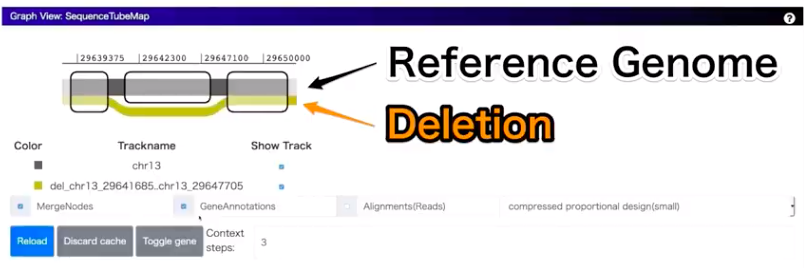 Graph View: SequenceTubeMap
?
29639375 29642300 29647100 29650000
Reference Genome
Deletion
Color Trackname Show Track
chr13
del_chr13_29641685..chr13_29647705
MergeNodes GeneAnnotations Alignments(Reads) compressed proportional design(small)
Reload Discard cache Toggle gene Context steps: 3